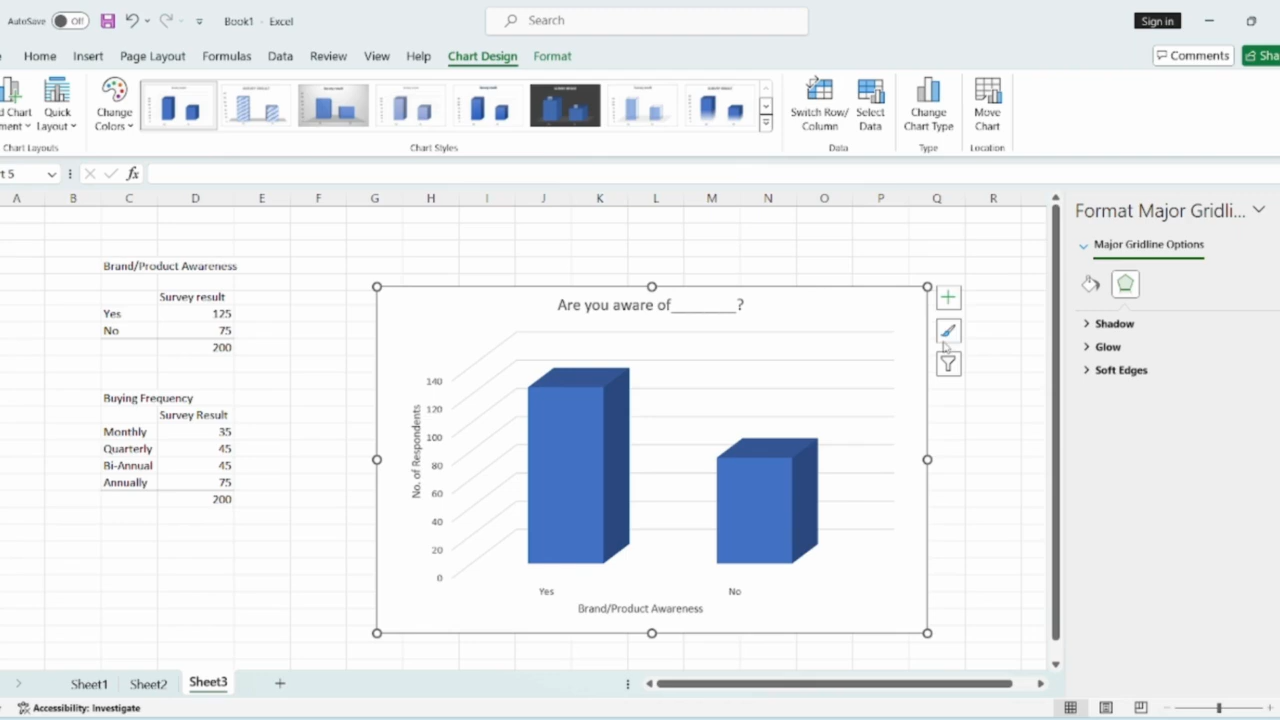 AutoSave Off Book1 - Excel Search Sign in
Home Insert Page Layout Formulas Data Review View Help Chart Design Format Comments
Chart Quick Layout Change Colors Switch Row/ Column Select Data Change Chart Type Move Chart
Chart Layouts Chart Styles Data Type Location
fx
A B C D E F G H I J K L M N O P Q R
Format Major Gridli...
Major Gridline Options
Shadow
Glow
Soft Edges
Brand/Product Awareness
Survey result
Yes 125
No 75
200
Buying Frequency
Survey Result
Monthly 35
Quarterly 45
Bi-Annual 45
Annually 75
200
Are you aware of________?
No. of Respondents
140
120
100
80
60
40
20
0
Yes No
Brand/Product Awareness
Sheet1 Sheet2 Sheet3
Accessibility: Investigate